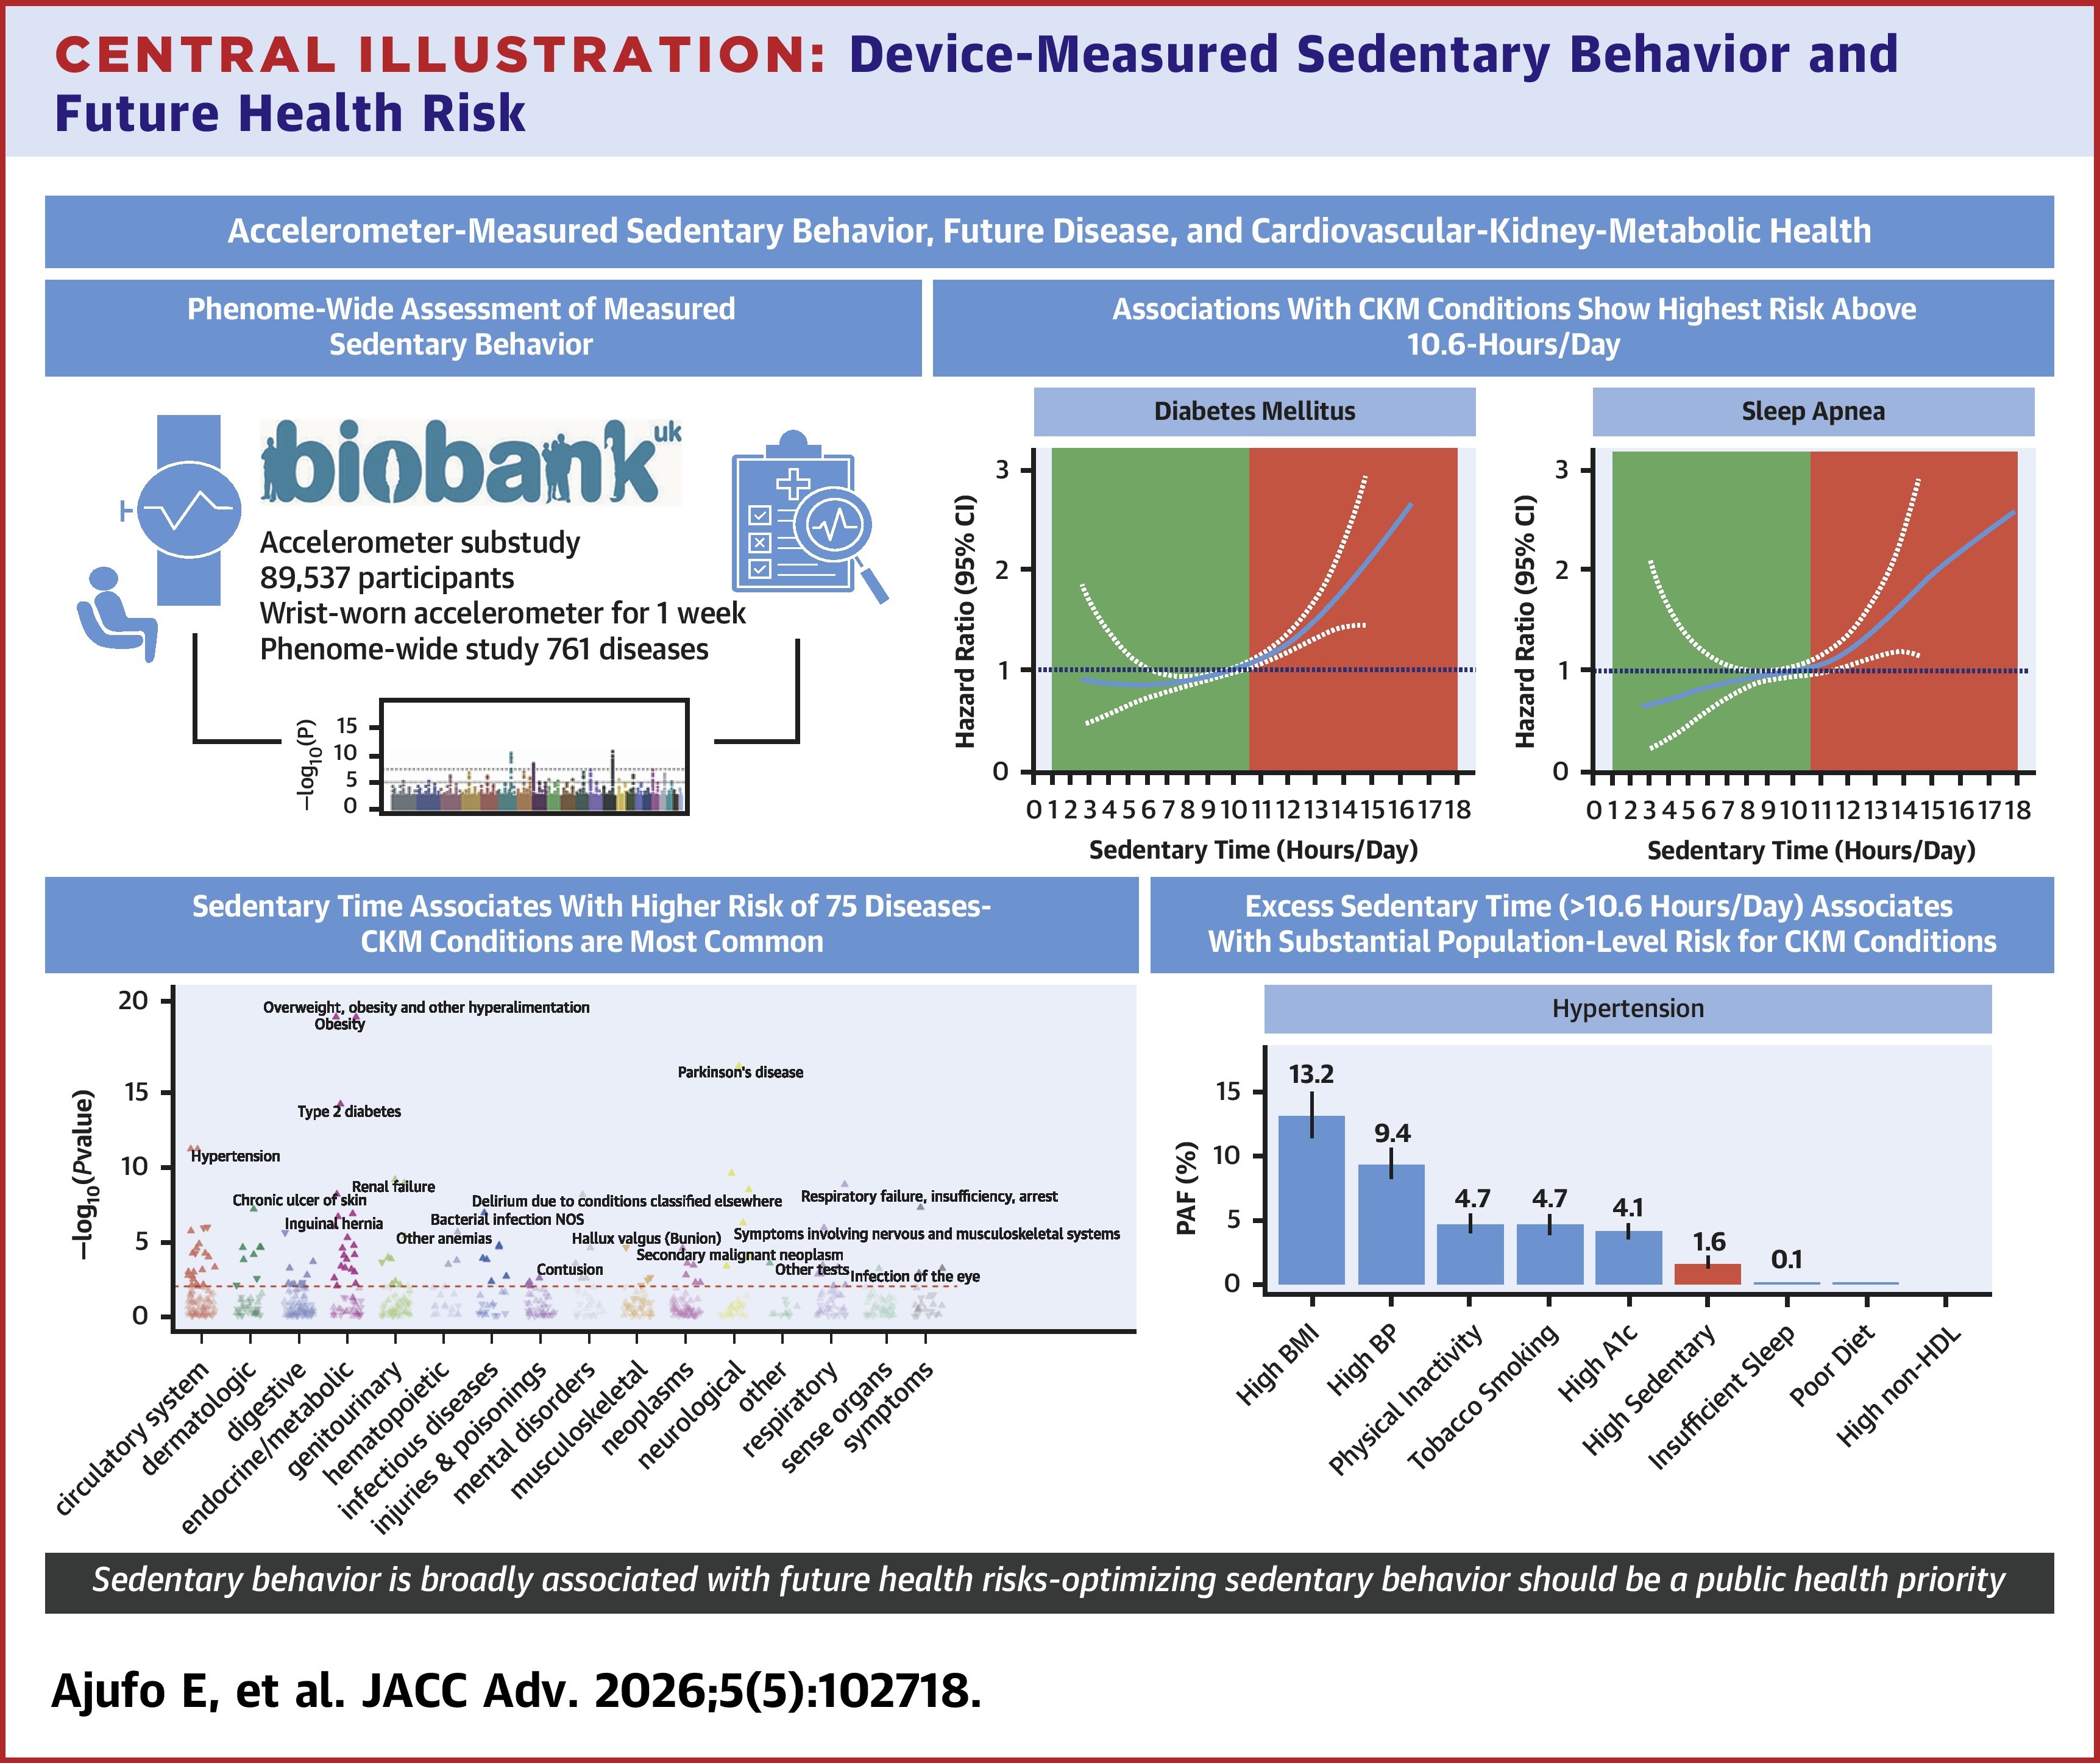 CENTRAL ILLUSTRATION: Device-Measured Sedentary Behavior and
Future Health Risk
Accelerometer-Measured Sedentary Behavior, Future Disease, and Cardiovascular-Kidney-Metabolic Health
Phenome-Wide Assessment of Measured
Sedentary Behavior
biobank uk
Accelerometer substudy
89,537 participants
Wrist-worn accelerometer for 1 week
Phenome-wide study 761 diseases
−log10(P)
15
10
5
0
Associations With CKM Conditions Show Highest Risk Above
10.6-Hours/Day
Diabetes Mellitus
Hazard Ratio (95% CI)
3
2
1
0
0 1 2 3 4 5 6 7 8 9 10 11 12 13 14 15 16 17 18
Sedentary Time (Hours/Day)
Sleep Apnea
Hazard Ratio (95% CI)
3
2
1
0
0 1 2 3 4 5 6 7 8 9 10 11 12 13 14 15 16 17 18
Sedentary Time (Hours/Day)
Sedentary Time Associates With Higher Risk of 75 Diseases-
CKM Conditions are Most Common
−log10(Pvalue)
20
15
10
5
0
Overweight, obesity and other hyperalimentation
Obesity
Parkinson's disease
Type 2 diabetes
Hypertension
Renal failure
Chronic ulcer of skin
Delirium due to conditions classified elsewhere
Respiratory failure, insufficiency, arrest
Inguinal hernia
Bacterial infection NOS
Other anemias
Hallux valgus (Bunion)
Symptoms involving nervous and musculoskeletal systems
Secondary malignant neoplasm
Contusion
Other tests
Infection of the eye
circulatory system
dermatologic
digestive
endocrine/metabolic
genitourinary
hematopoietic
infectious diseases
injuries & poisonings
mental disorders
musculoskeletal
neoplasms
neurological
other
respiratory
sense organs
symptoms
Excess Sedentary Time (>10.6 Hours/Day) Associates
With Substantial Population-Level Risk for CKM Conditions
Hypertension
PAF (%)
15
10
5
0
13.2
9.4
4.7
4.7
4.1
1.6
0.1
High BMI
High BP
Physical Inactivity
Tobacco Smoking
High A1c
High Sedentary
Insufficient Sleep
Poor Diet
High non-HDL
Sedentary behavior is broadly associated with future health risks-optimizing sedentary behavior should be a public health priority
Ajufo E, et al. JACC Adv. 2026;5(5):102718.